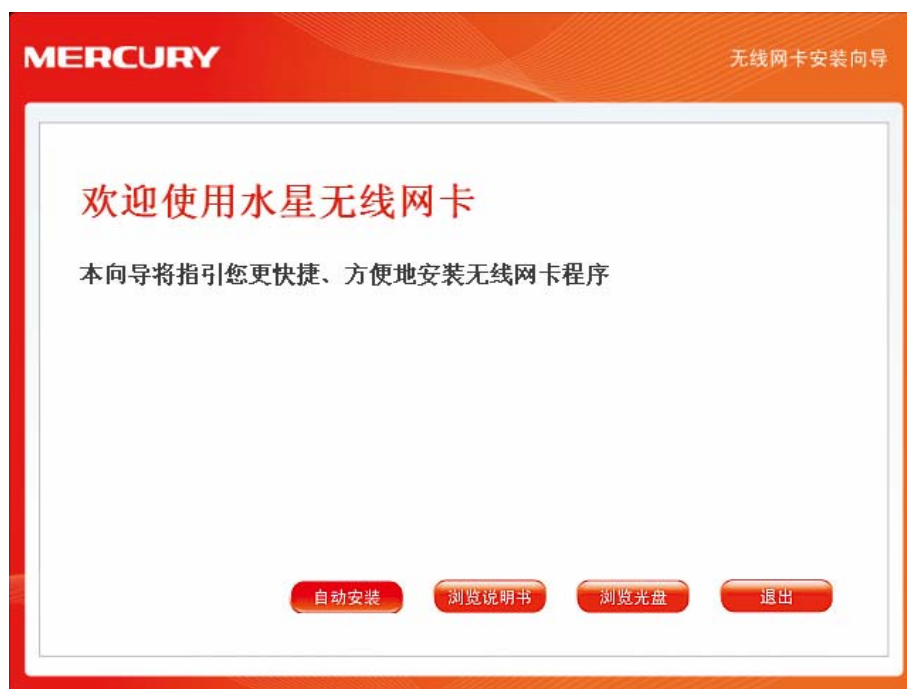 MERCURY
无线网卡安装向导
欢迎使用水星无线网卡
本向导将指引您更快捷、方便地安装无线网卡程序
自动安装
浏览说明书
浏览光盘
退出